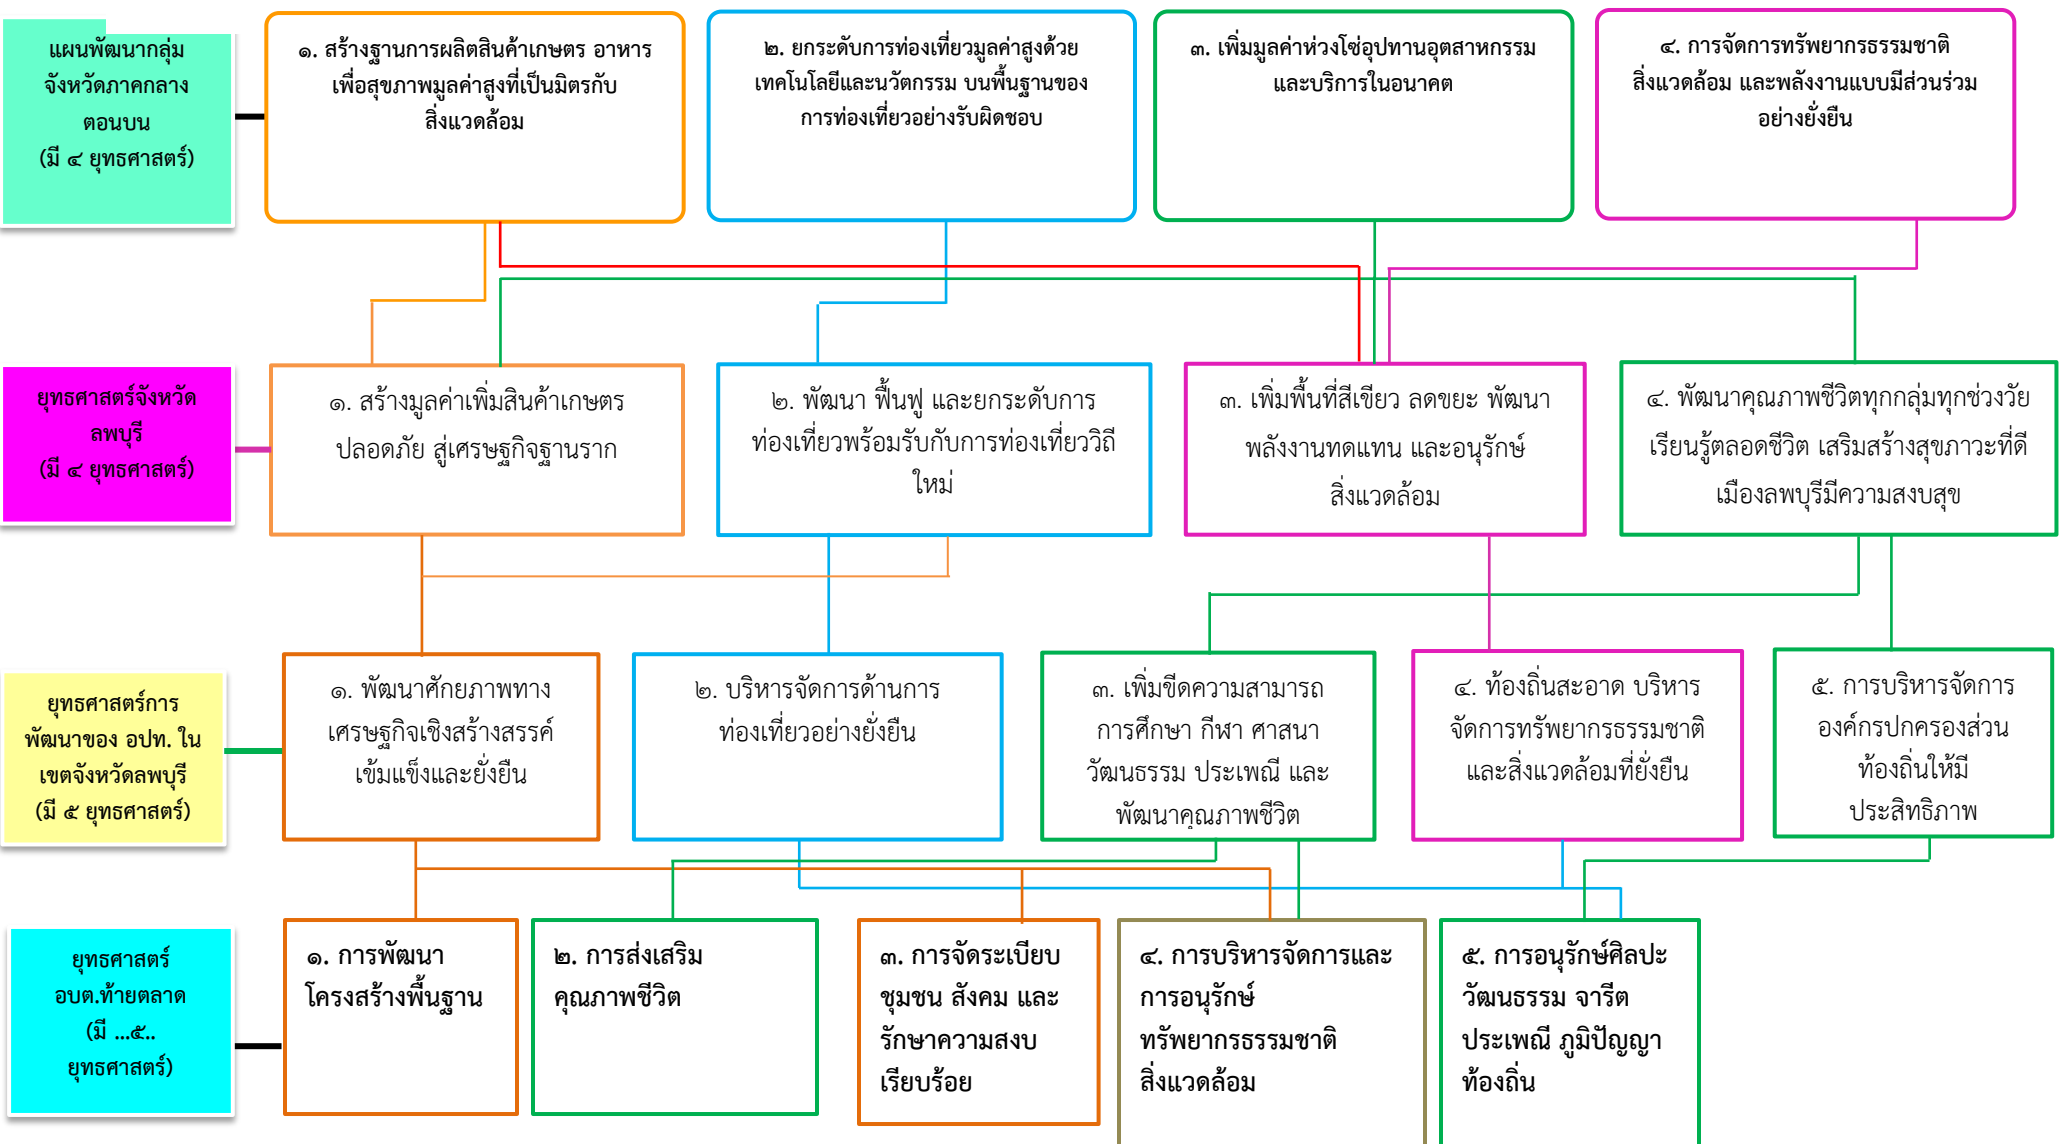 แผนพัฒนากลุ่ม
จังหวัดภาคกลาง
ตอนบน
(มี ๔ ยุทธศาสตร์)
๑. สร้างฐานการผลิตสินค้าเกษตร อาหาร
เพื่อสุขภาพมูลค่าสูงที่เป็นมิตรกับ
สิ่งแวดล้อม
๒. ยกระดับการท่องเที่ยวมูลค่าสูงด้วย
เทคโนโลยีและนวัตกรรม บนพื้นฐานของ
การท่องเที่ยวอย่างรับผิดชอบ
๓. เพิ่มมูลค่าห่วงโซ่อุปทานอุตสาหกรรม
และบริการในอนาคต
๔. การจัดการทรัพยากรธรรมชาติ
สิ่งแวดล้อม และพลังงานแบบมีส่วนร่วม
อย่างยั่งยืน
ยุทธศาสตร์จังหวัด
ลพบุรี
(มี ๔ ยุทธศาสตร์)
๑. สร้างมูลค่าเพิ่มสินค้าเกษตร
ปลอดภัย สู่เศรษฐกิจฐานราก
๒. พัฒนา ฟื้นฟู และยกระดับการ
ท่องเที่ยวพร้อมรับกับการท่องเที่ยววิถี
ใหม่
๓. เพิ่มพื้นที่สีเขียว ลดขยะ พัฒนา
พลังงานทดแทน และอนุรักษ์
สิ่งแวดล้อม
๔. พัฒนาคุณภาพชีวิตทุกกลุ่มทุกช่วงวัย
เรียนรู้ตลอดชีวิต เสริมสร้างสุขภาวะที่ดี
เมืองลพบุรีมีความสงบสุข
ยุทธศาสตร์การ
พัฒนาของ อปท. ใน
เขตจังหวัดลพบุรี
(มี ๕ ยุทธศาสตร์)
๑. พัฒนาศักยภาพทาง
เศรษฐกิจเชิงสร้างสรรค์
เข้มแข็งและยั่งยืน
๒. บริหารจัดการด้านการ
ท่องเที่ยวอย่างยั่งยืน
๓. เพิ่มขีดความสามารถ
การศึกษา กีฬา ศาสนา
วัฒนธรรม ประเพณี และ
พัฒนาคุณภาพชีวิต
๔. ท้องถิ่นสะอาด บริหาร
จัดการทรัพยากรธรรมชาติ
และสิ่งแวดล้อมที่ยั่งยืน
๕. การบริหารจัดการ
องค์กรปกครองส่วน
ท้องถิ่นให้มี
ประสิทธิภาพ
ยุทธศาสตร์
อบต.ท้ายตลาด
(มี ...๕..
ยุทธศาสตร์)
๑. การพัฒนา
โครงสร้างพื้นฐาน
๒. การส่งเสริม
คุณภาพชีวิต
๓. การจัดระเบียบ
ชุมชน สังคม และ
รักษาความสงบ
เรียบร้อย
๔. การบริหารจัดการและ
การอนุรักษ์
ทรัพยากรธรรมชาติ
สิ่งแวดล้อม
๕. การอนุรักษ์ศิลปะ
วัฒนธรรม จารีต
ประเพณี ภูมิปัญญา
ท้องถิ่น